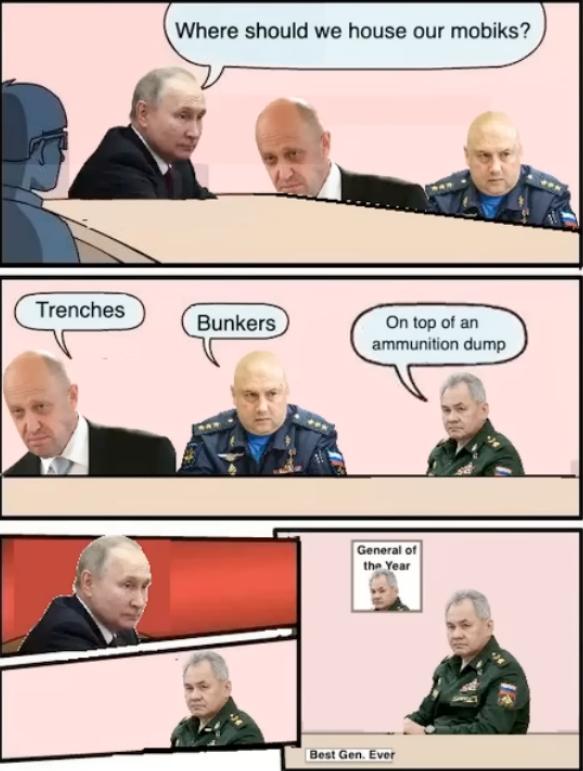 Where should we house our mobiks?
Trenches
Bunkers
On top of an
ammunition dump
General of
the Year
Best Gen. Ever